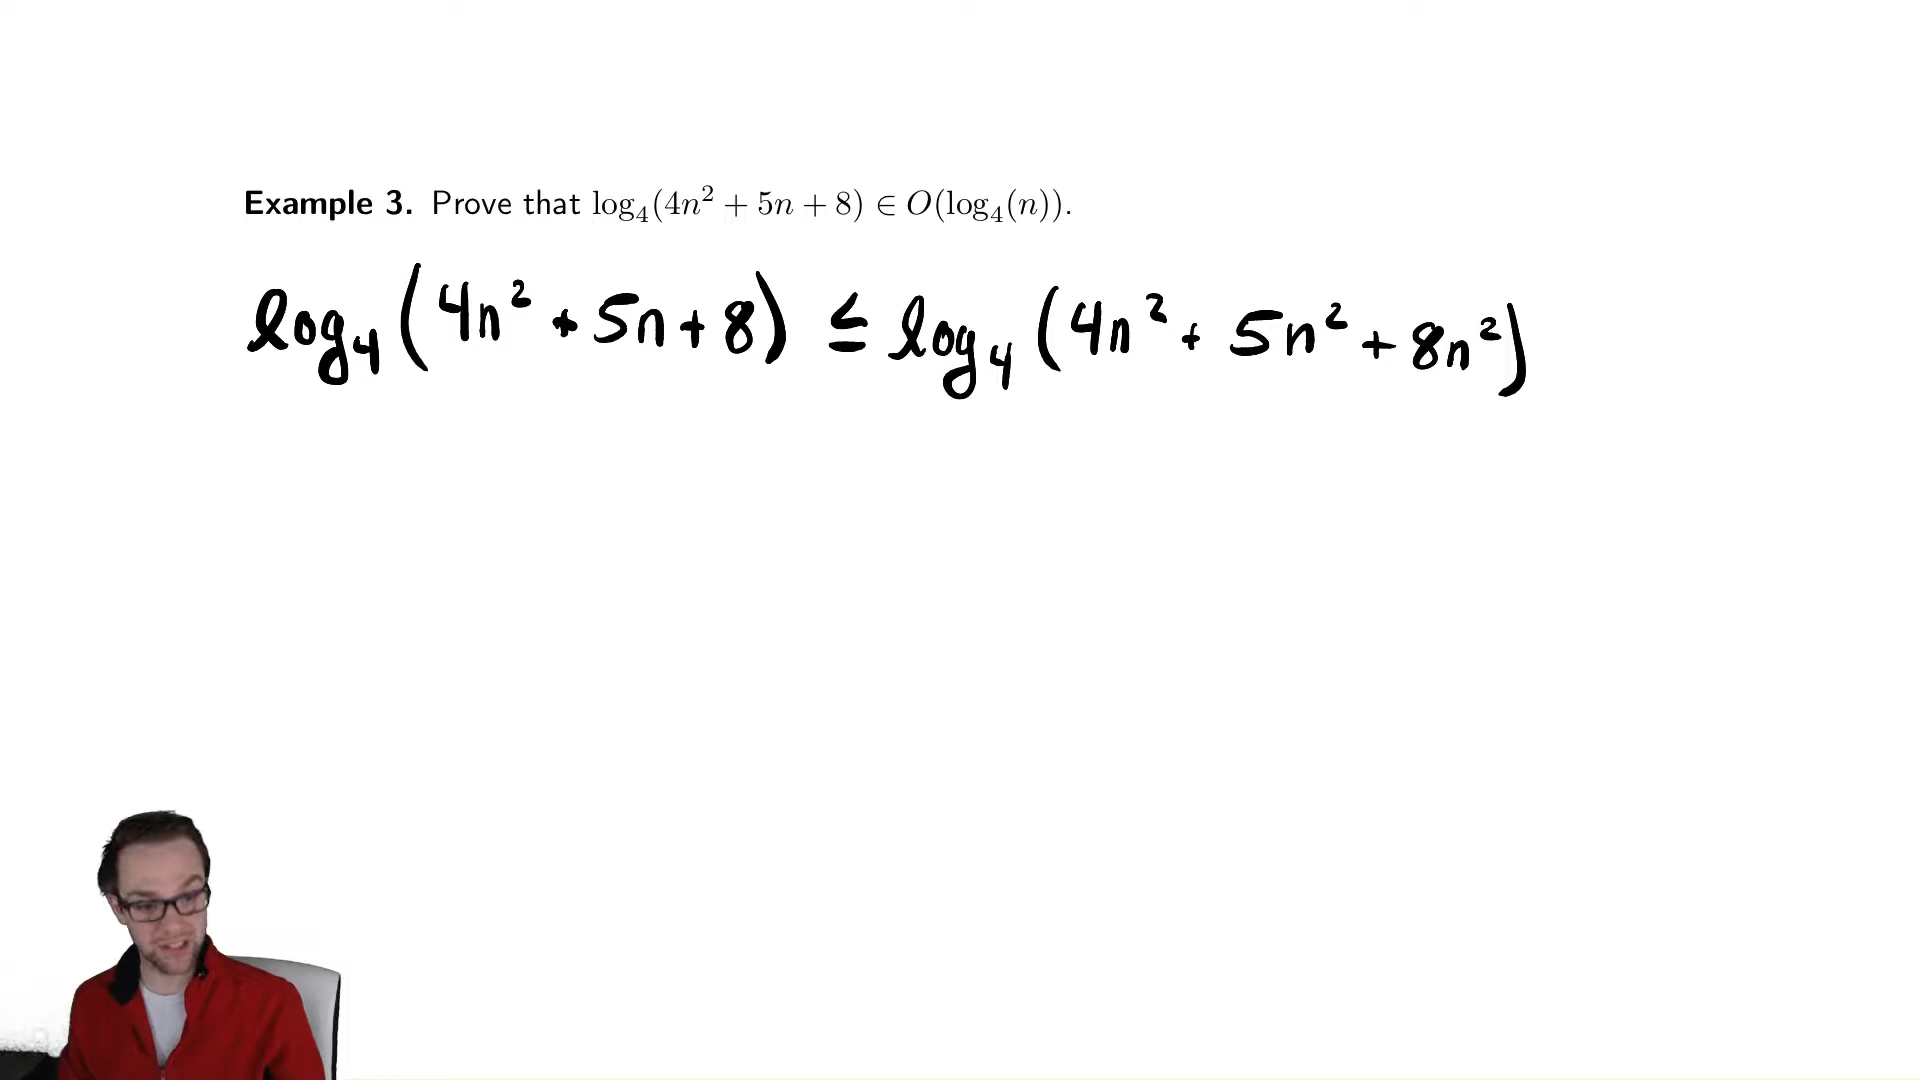 Example 3. Prove that log₄(4n² + 5n + 8) ∈ O(log₄(n)).
log₄(4n² + 5n + 8) ≤ log₄(4n² + 5n² + 8n²)